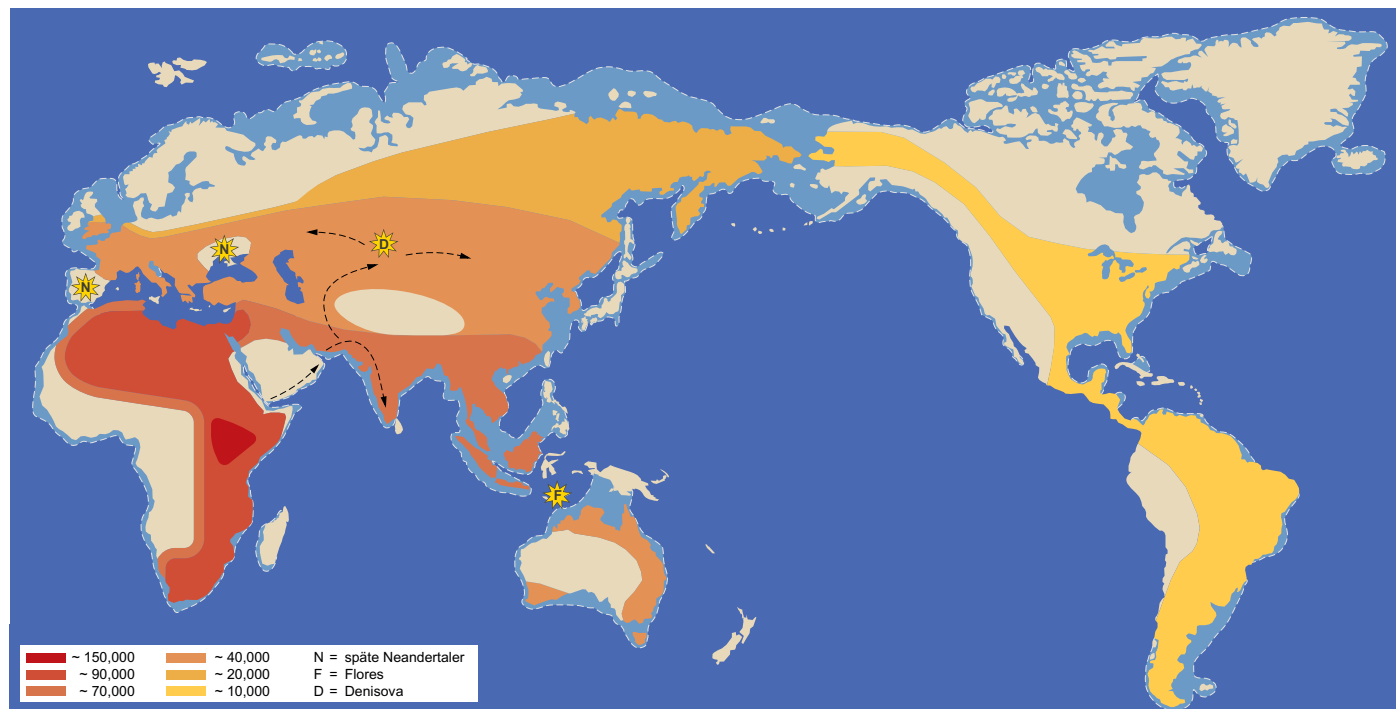 N
D
N
F
~ 150,000 ~ 40,000 N = späte Neandertaler
~ 90,000 ~ 20,000 F = Flores
~ 70,000 ~ 10,000 D = Denisova